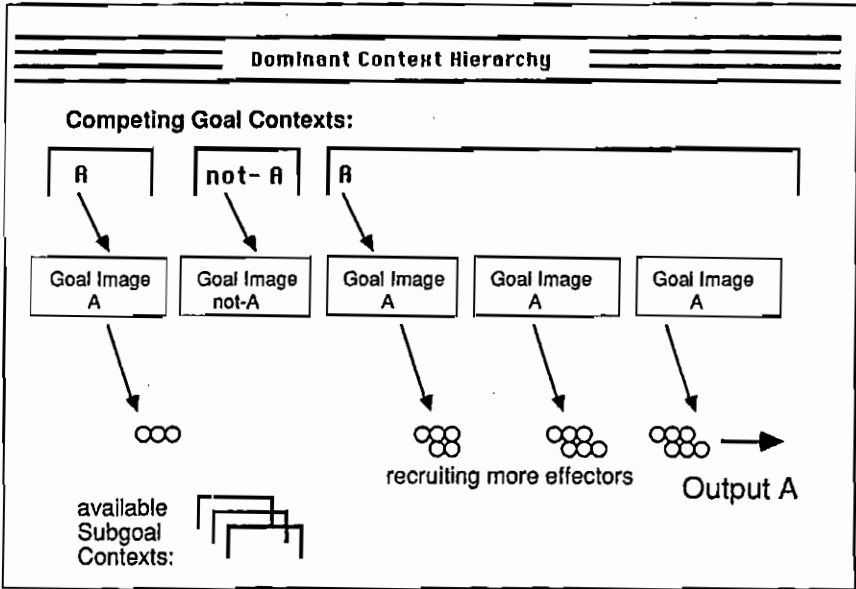 Dominant Context Hierarchy
Competing Goal Contexts:
A
not- A
A
Goal Image
A
Goal Image
not-A
Goal Image
A
Goal Image
A
Goal Image
A
recruiting more effectors
Output A
available
Subgoal
Contexts: